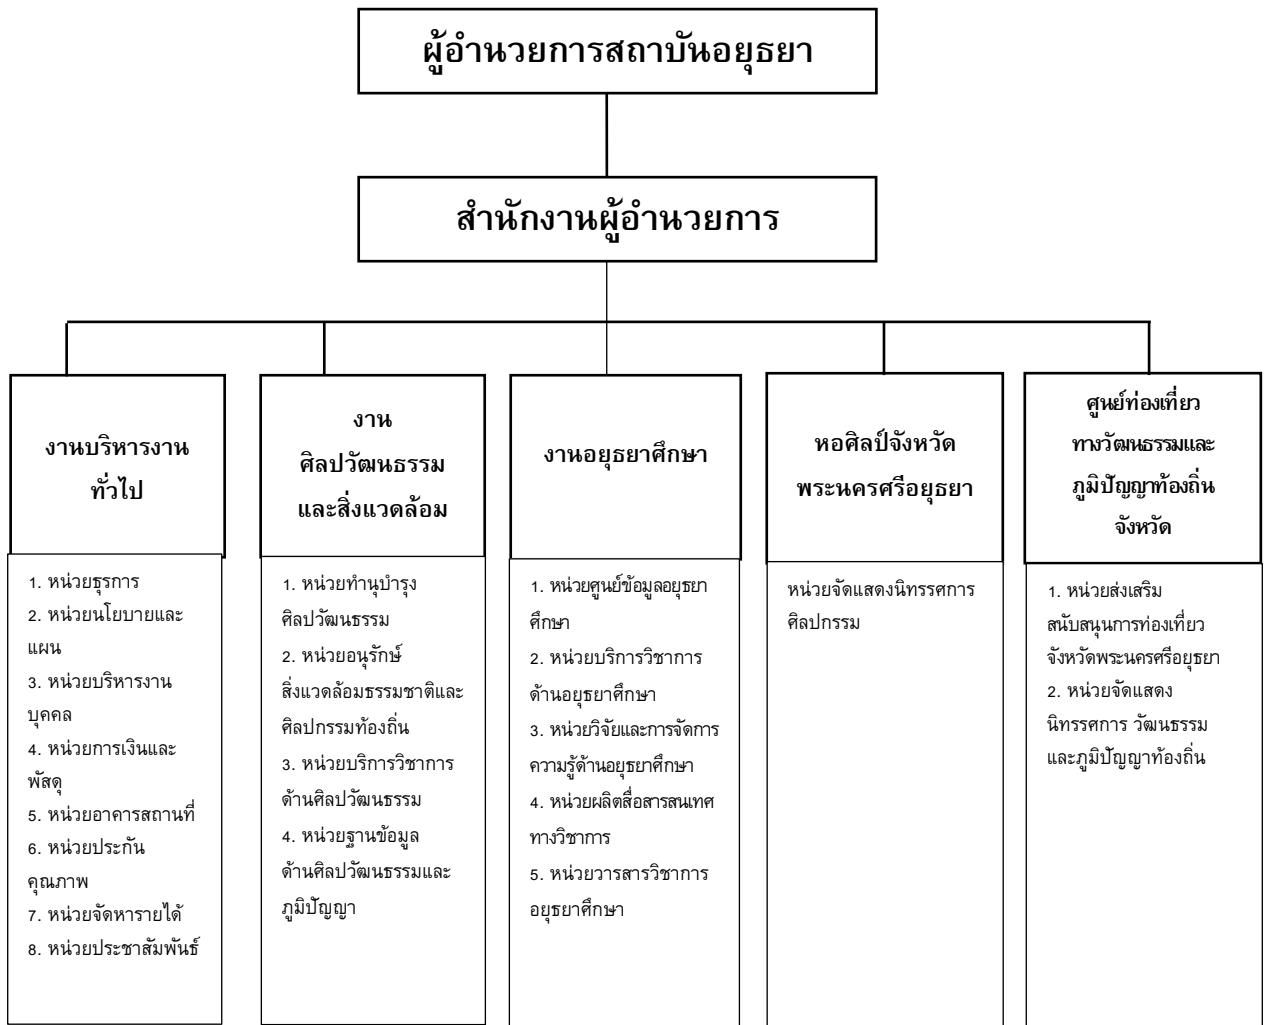 ผู้อำนวยการสถาบันอยุธยา
สำนักงานผู้อำนวยการ
งานบริหารงาน
ทั่วไป
1. หน่วยธุรการ
2. หน่วยนโยบายและ
แผน
3. หน่วยบริหารงาน
บุคคล
4. หน่วยการเงินและ
พัสดุ
5. หน่วยอาคารสถานที่
6. หน่วยประกัน
คุณภาพ
7. หน่วยจัดหารายได้
8. หน่วยประชาสัมพันธ์
งาน
ศิลปวัฒนธรรม
และสิ่งแวดล้อม
1. หน่วยทำนุบำรุง
ศิลปวัฒนธรรม
2. หน่วยอนุรักษ์
สิ่งแวดล้อมธรรมชาติและ
ศิลปกรรมท้องถิ่น
3. หน่วยบริการวิชาการ
ด้านศิลปวัฒนธรรม
4. หน่วยฐานข้อมูล
ด้านศิลปวัฒนธรรมและ
ภูมิปัญญา
งานอยุธยาศึกษา
1. หน่วยศูนย์ข้อมูลอยุธยา
ศึกษา
2. หน่วยบริการวิชาการ
ด้านอยุธยาศึกษา
3. หน่วยวิจัยและการจัดการ
ความรู้ด้านอยุธยาศึกษา
4. หน่วยผลิตสื่อสารสนเทศ
ทางวิชาการ
5. หน่วยวารสารวิชาการ
อยุธยาศึกษา
หอศิลป์จังหวัด
พระนครศรีอยุธยา
หน่วยจัดแสดงนิทรรศการ
ศิลปกรรม
ศูนย์ท่องเที่ยว
ทางวัฒนธรรมและ
ภูมิปัญญาท้องถิ่น
จังหวัด
1. หน่วยส่งเสริม
สนับสนุนการท่องเที่ยว
จังหวัดพระนครศรีอยุธยา
2. หน่วยจัดแสดง
นิทรรศการ วัฒนธรรม
และภูมิปัญญาท้องถิ่น